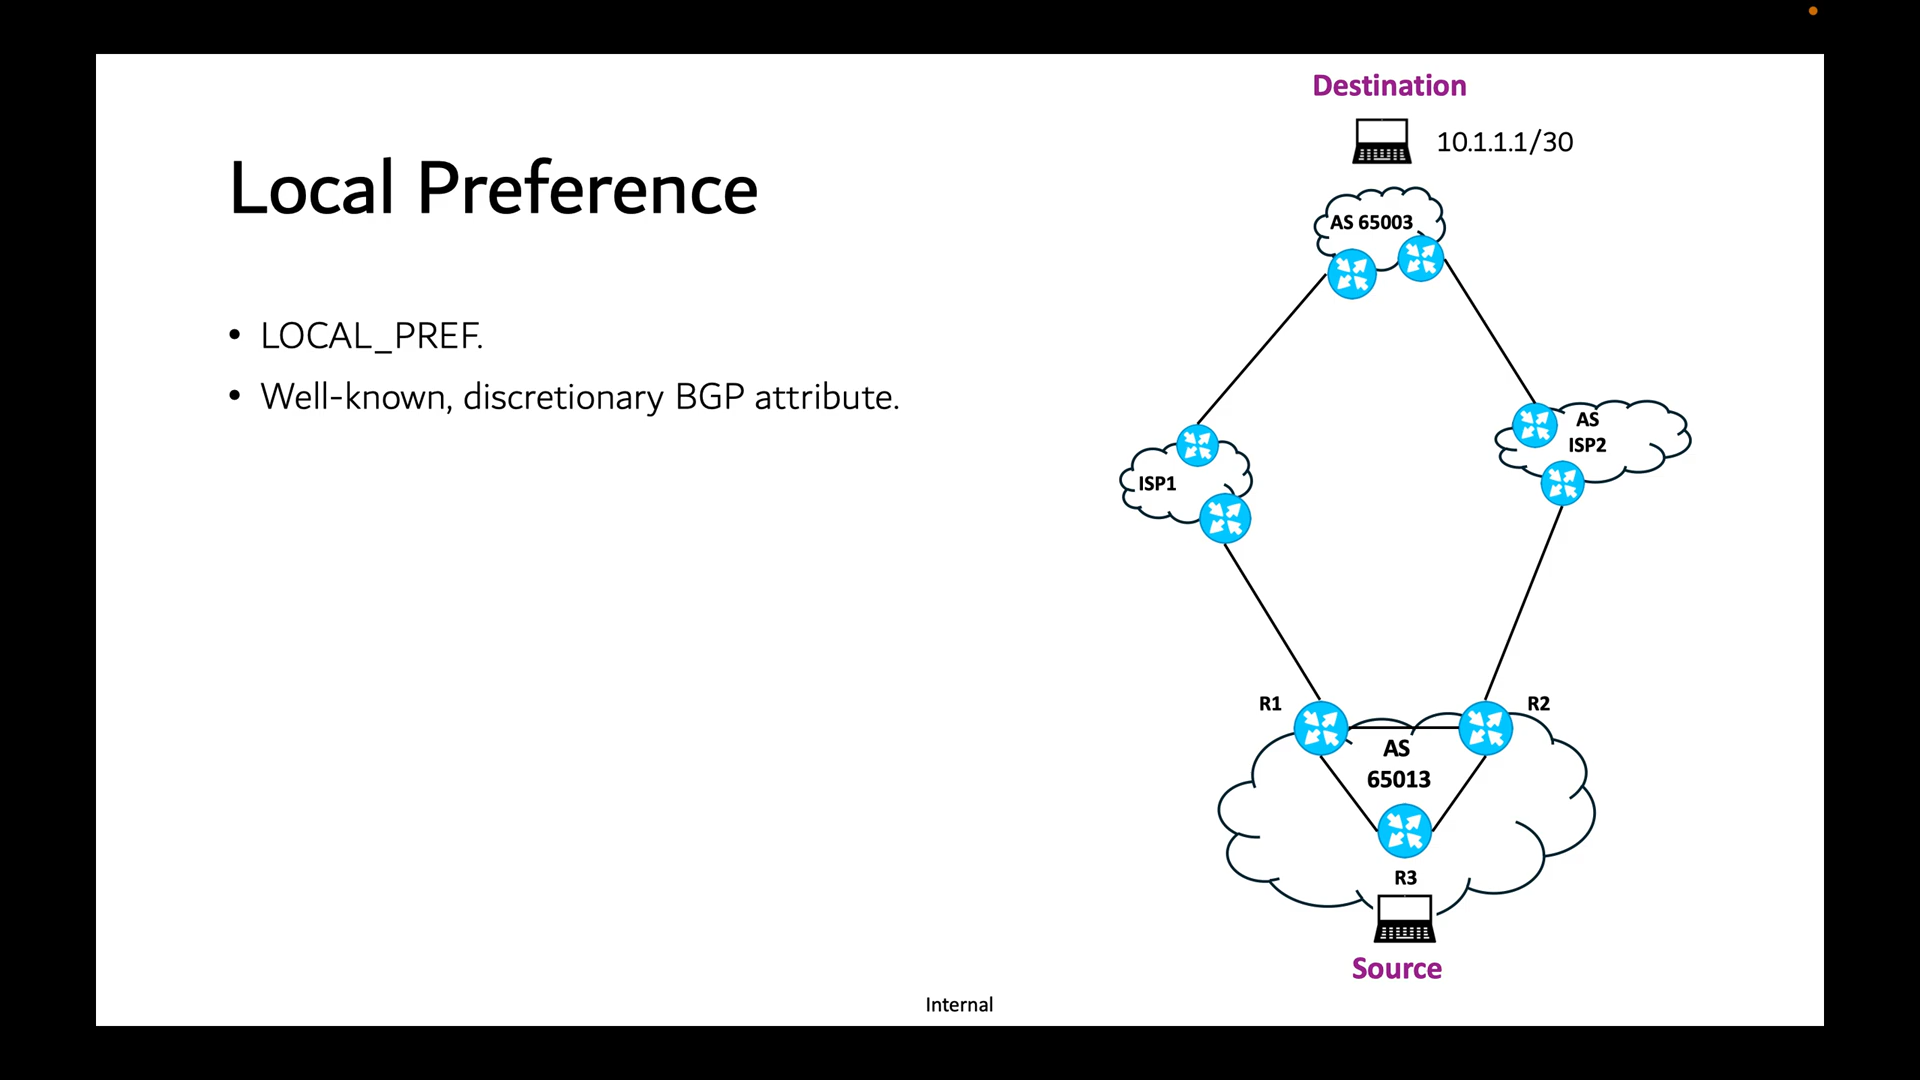 Local Preference
• LOCAL_PREF.
• Well-known, discretionary BGP attribute.
Destination
10.1.1.1/30
AS 65003
AS
ISP2
ISP1
R1
R2
AS
65013
R3
Source
Internal